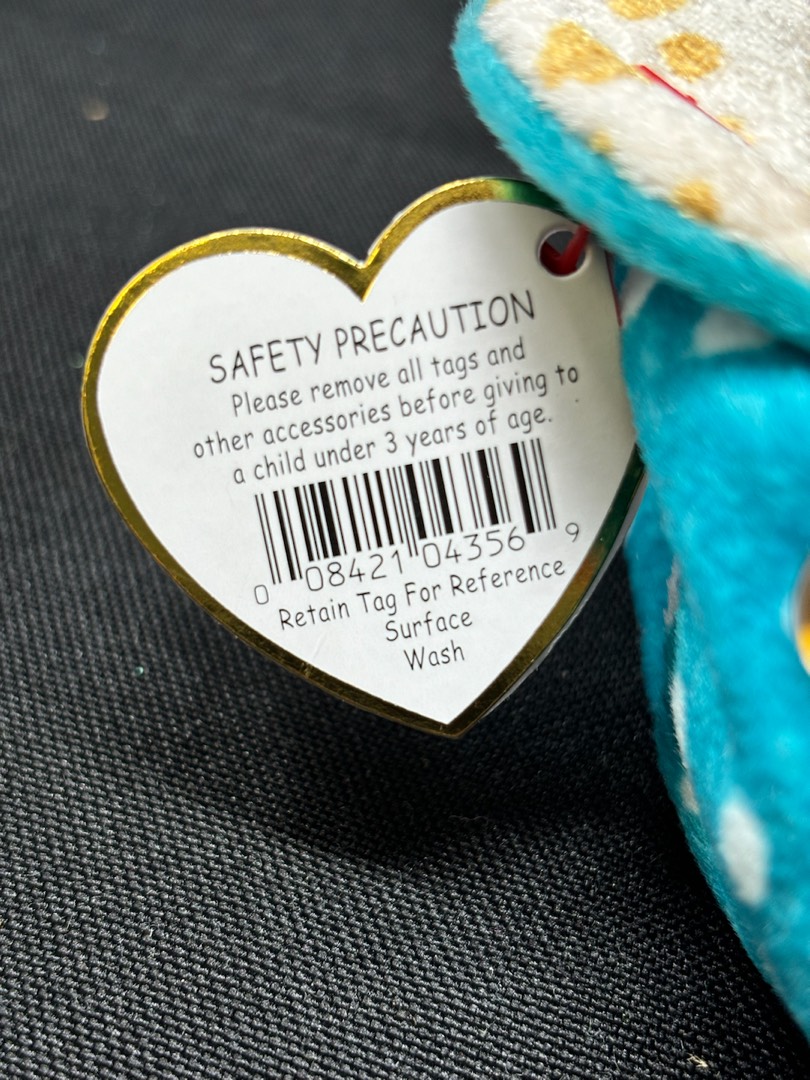 SAFETY PRECAUTION
Please remove all tags and
other accessories before giving to
a child under 3 years of age.
0 08421 04356 9
Retain Tag For Reference
Surface
Wash